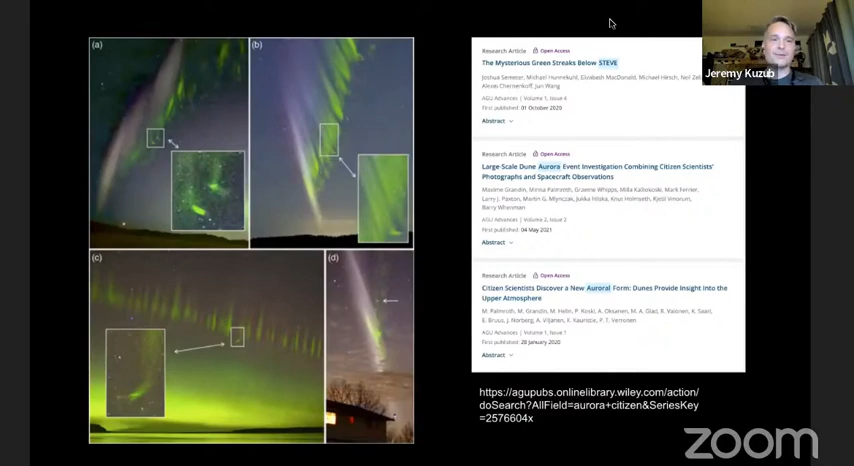 (a)
(b)
(c)
(d)
Research Article Open Access
The Mysterious Green Streaks Below STEVE
Joshua Semeter, Michael Hunnekuhl, Elizabeth MacDonald, Michael Hirsch, Neil
Alexei Chernenkoff, Jun Wang
AGU Advances | Volume 1, Issue 4
First published: 01 October 2020
Abstract
Research Article Open Access
Large-Scale Dune Aurora Event Investigation Combining Citizen Scientists'
Photographs and Spacecraft Observations
Maxime Grandin, Minna Palmroth, Graeme Whipps, Milla Kalliokoski, Mark Ferrier,
Larry J. Paxton, Martin G. Mlynczak, Jukka Hilska, Knut Holmseth, Kjetil Vinorum,
Barry Whenman
AGU Advances | Volume 2, Issue 2
First published: 04 May 2021
Abstract
Research Article Open Access
Citizen Scientists Discover a New Auroral Form: Dunes Provide Insight Into the
Upper Atmosphere
M. Palmroth, M. Grandin, M. Helin, P. Koski, A. Oksanen, M. A. Glad, R. Valonen, K. Saari,
E. Bruus, J. Norberg, A. Viljanen, K. Kauristie, P. T. Verronen
AGU Advances | Volume 1, Issue 1
First published: 28 January 2020
Abstract
https://agupubs.onlinelibrary.wiley.com/action/
doSearch?AllField=aurora+citizen&SeriesKey
=2576604x
Jeremy Kuzub
zoom